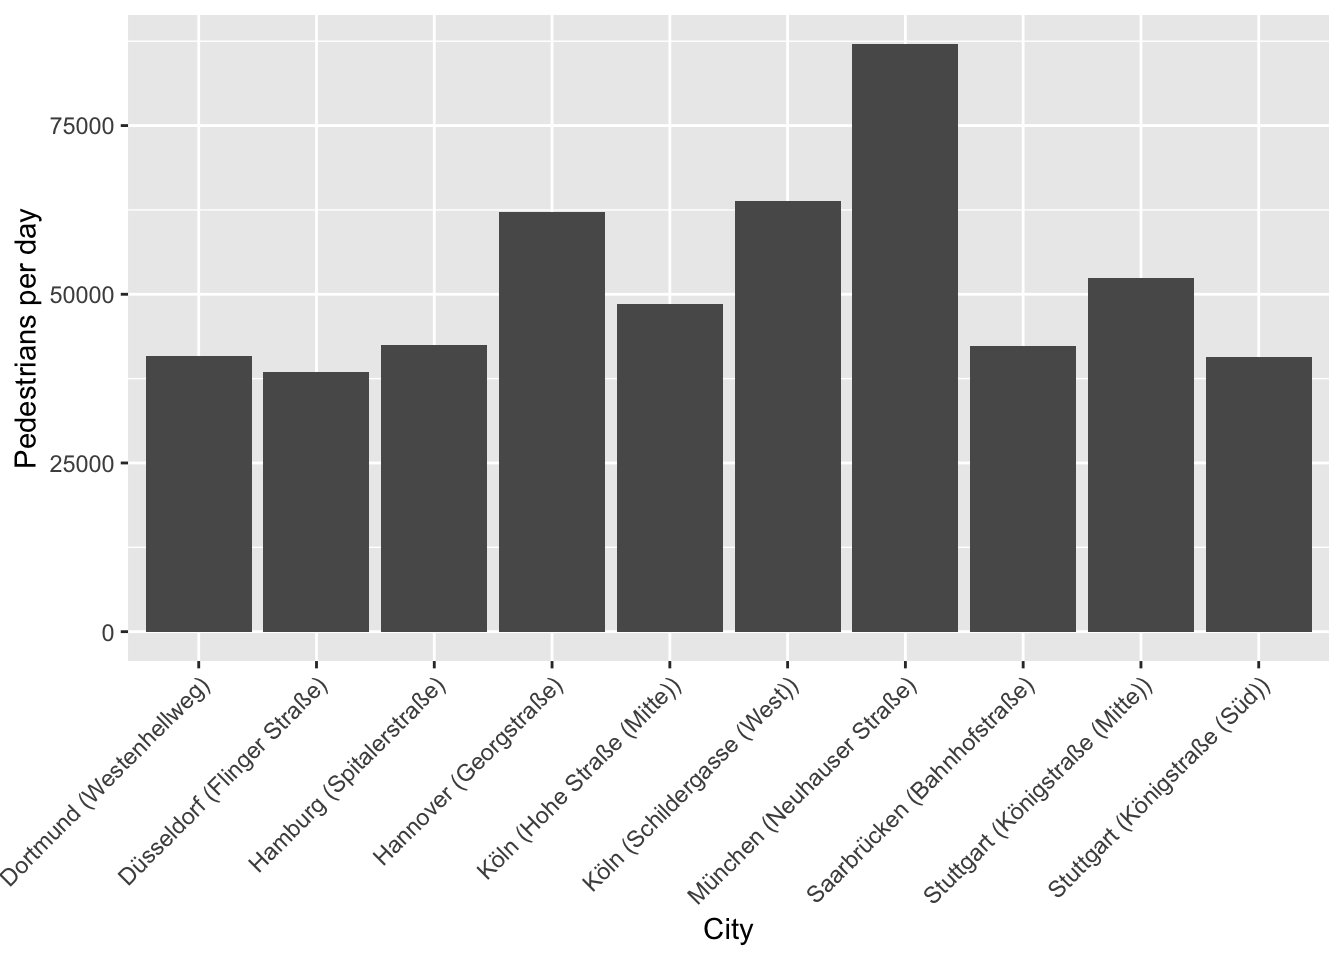 Pedestrians per day
75000
50000
25000
0
Dortmund (Westenhellweg)
Düsseldorf (Flinger Straße)
Hamburg (Spitalerstraße)
Hannover (Georgstraße)
Köln (Hohe Straße (Mitte))
Köln (Schildergasse (West))
München (Neuhauser Straße)
Saarbrücken (Bahnhofstraße)
Stuttgart (Königstraße (Mitte))
Stuttgart (Königstraße (Süd))
City